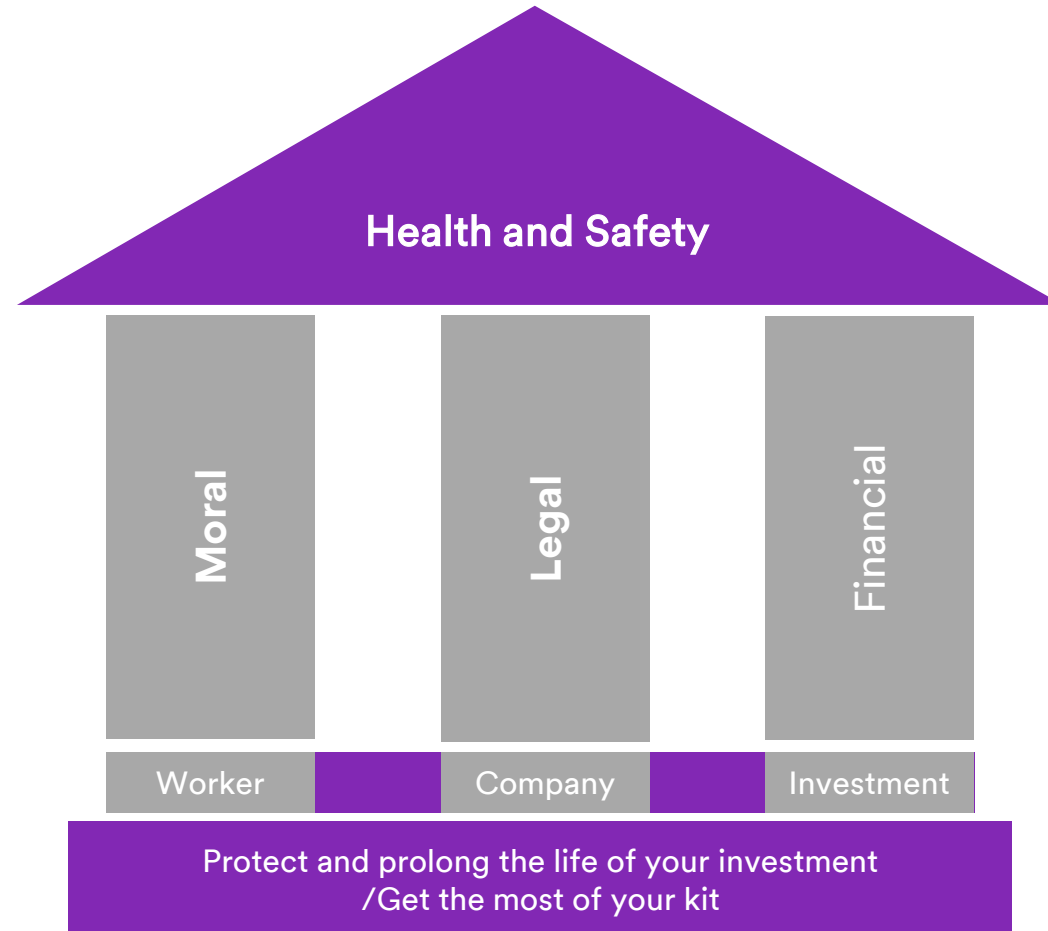 Health and Safety
Moral
Legal
Financial
Worker
Company
Investment
Protect and prolong the life of your investment
/Get the most of your kit